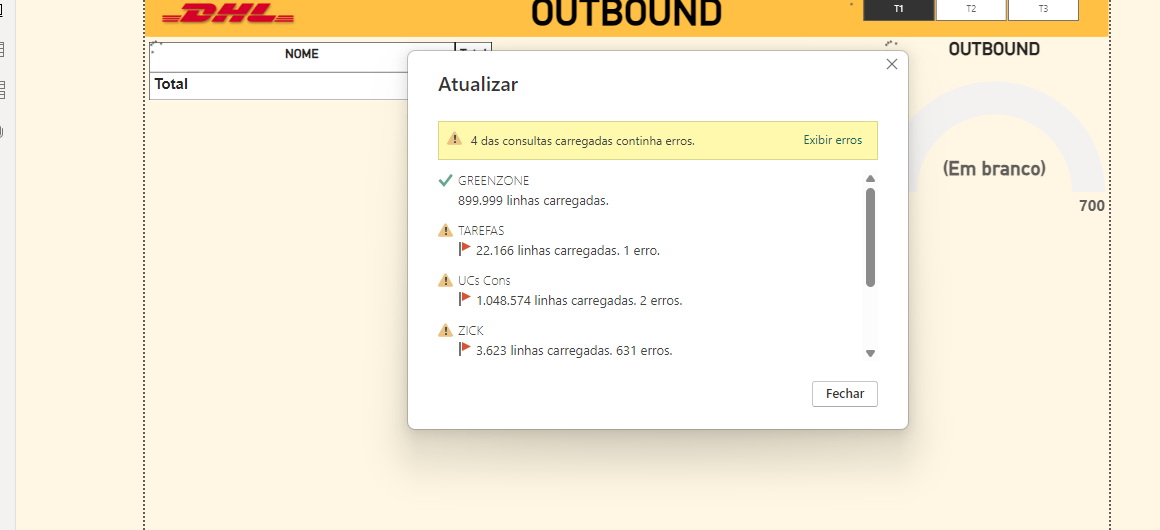 DHL
OUTBOUND
T1
T2
T3
NOME
OUTBOUND
Total
Atualizar
4 das consultas carregadas continha erros.
Exibir erros
GREENZONE
899.999 linhas carregadas.
TAREFAS
22.166 linhas carregadas. 1 erro.
UCs Cons
1.048.574 linhas carregadas. 2 erros.
ZICK
3.623 linhas carregadas. 631 erros.
(Em branco)
700
Fechar